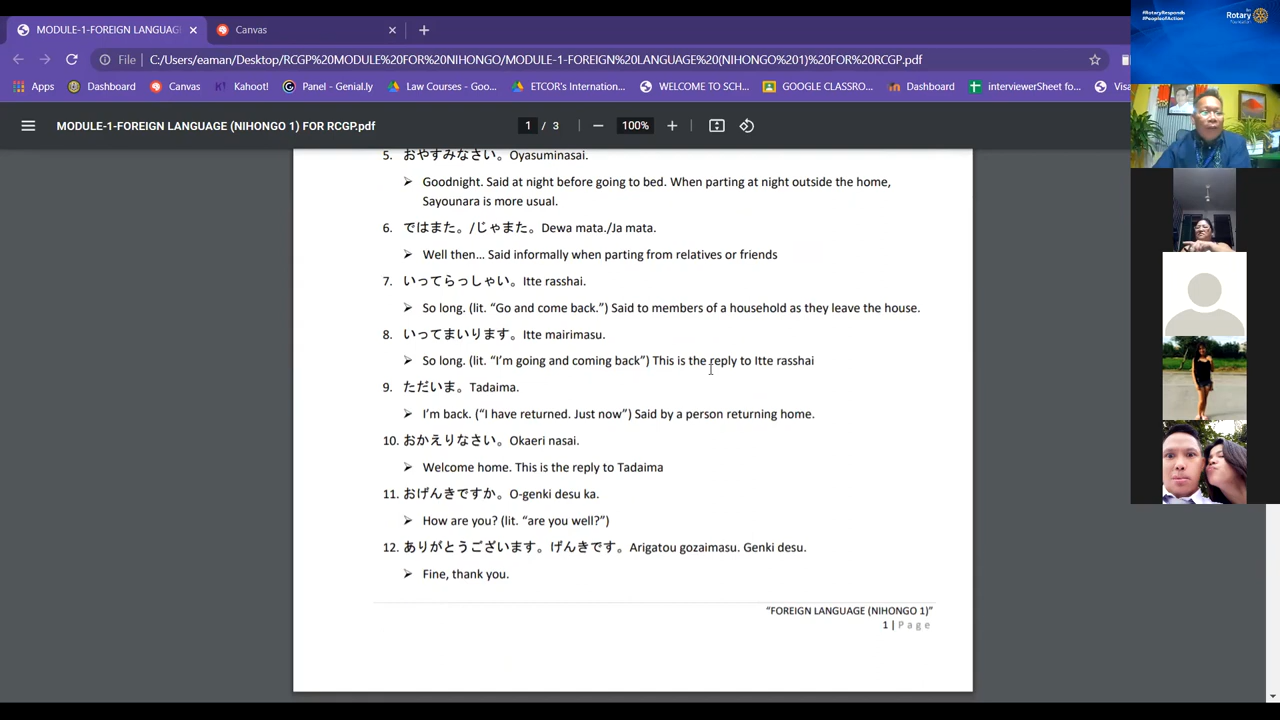 MODULE-1-FOREIGN LANGUAG
Canvas
File
C:/Users/eaman/Desktop/RCGP%20MODULE%20FOR%20NIHONGO/MODULE-1-FOREIGN%20LANGUAGE%20(NIHONGO%201)%20FOR%20RCGP.pdf
Apps
Dashboard
Canvas
Kahoot!
Panel - Genial.ly
Law Courses - Goo...
ETCOR's Internation...
WELCOME TO SCH...
GOOGLE CLASSRO...
Dashboard
interviewerSheet fo...
Visa
MODULE-1-FOREIGN LANGUAGE (NIHONGO 1) FOR RCGP.pdf
1 / 3
100%
5. おやすみなさい。Oyasuminasai.
Goodnight. Said at night before going to bed. When parting at night outside the home,
Sayounara is more usual.
6. ではまた。/じゃまた。Dewa mata./Ja mata.
Well then... Said informally when parting from relatives or friends
7. いってらっしゃい。Itte rasshai.
So long. (lit. “Go and come back.”) Said to members of a household as they leave the house.
8. いってまいります。Itte mairimasu.
So long. (lit. “I’m going and coming back”) This is the reply to Itte rasshai
9. ただいま。Tadaima.
I’m back. (“I have returned. Just now”) Said by a person returning home.
10. おかえりなさい。Okaeri nasai.
Welcome home. This is the reply to Tadaima
11. おげんきですか。O-genki desu ka.
How are you? (lit. “are you well?”)
12. ありがとうございます。げんきです。Arigatou gozaimasu. Genki desu.
Fine, thank you.
“FOREIGN LANGUAGE (NIHONGO 1)”
1 | Page
#RotaryResponds
#PeopleofAction
The
Rotary
Foundation